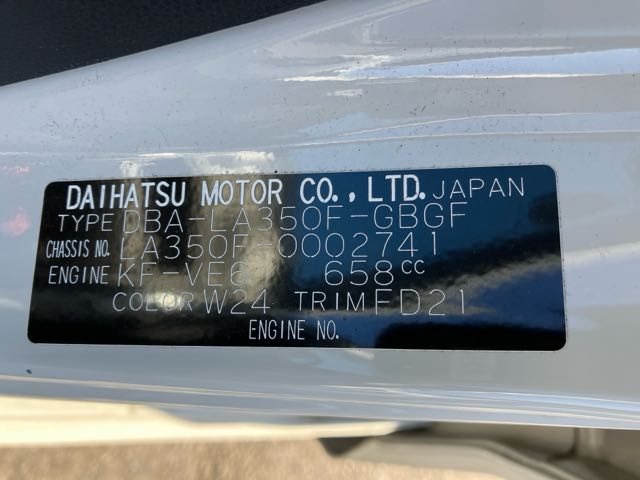 DAIHATSU MOTOR CO., LTD. JAPAN
TYPE DBA-LA350F-GBGF
CHASSIS NO. LA350F-0002741
ENGINE KF-VE6 658cc
COLOR W24 TRIM FD21
ENGINE NO.